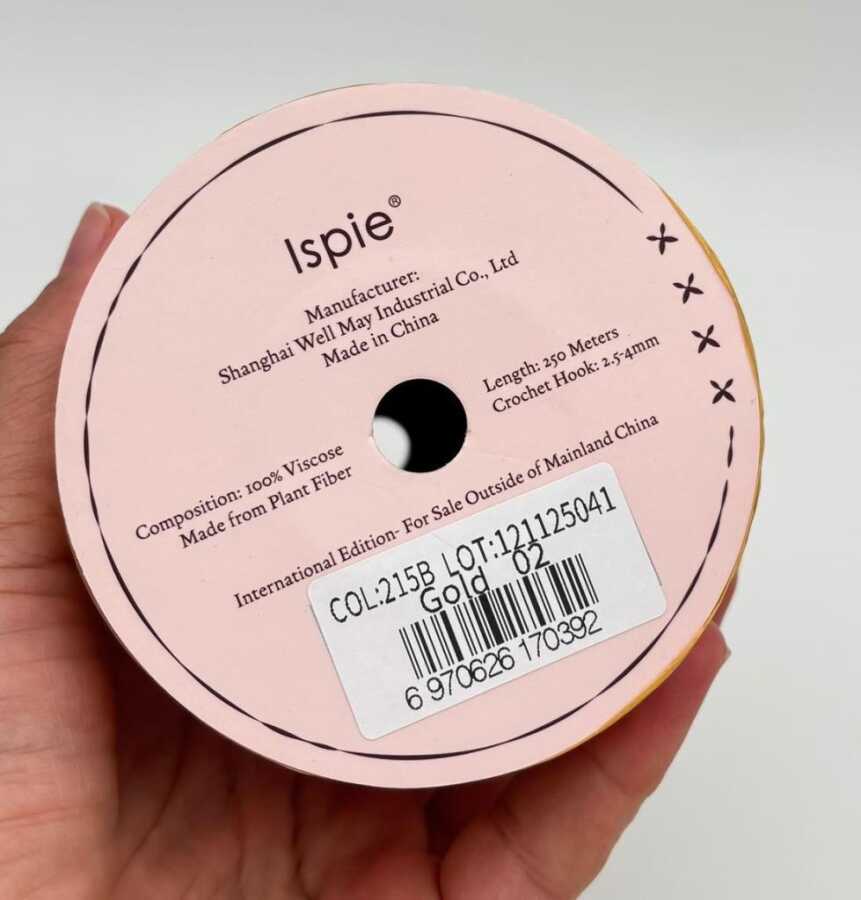 Ispie®
Manufacturer:
Shanghai Well May Industrial Co., Ltd
Made in China
Length: 250 Meters
Crochet Hook: 2.5-4mm
Composition: 100% Viscose
Made from Plant Fiber
International Edition- For Sale Outside of Mainland China
COL:215B LOT:121125041
Gold 02
6 970626 170392